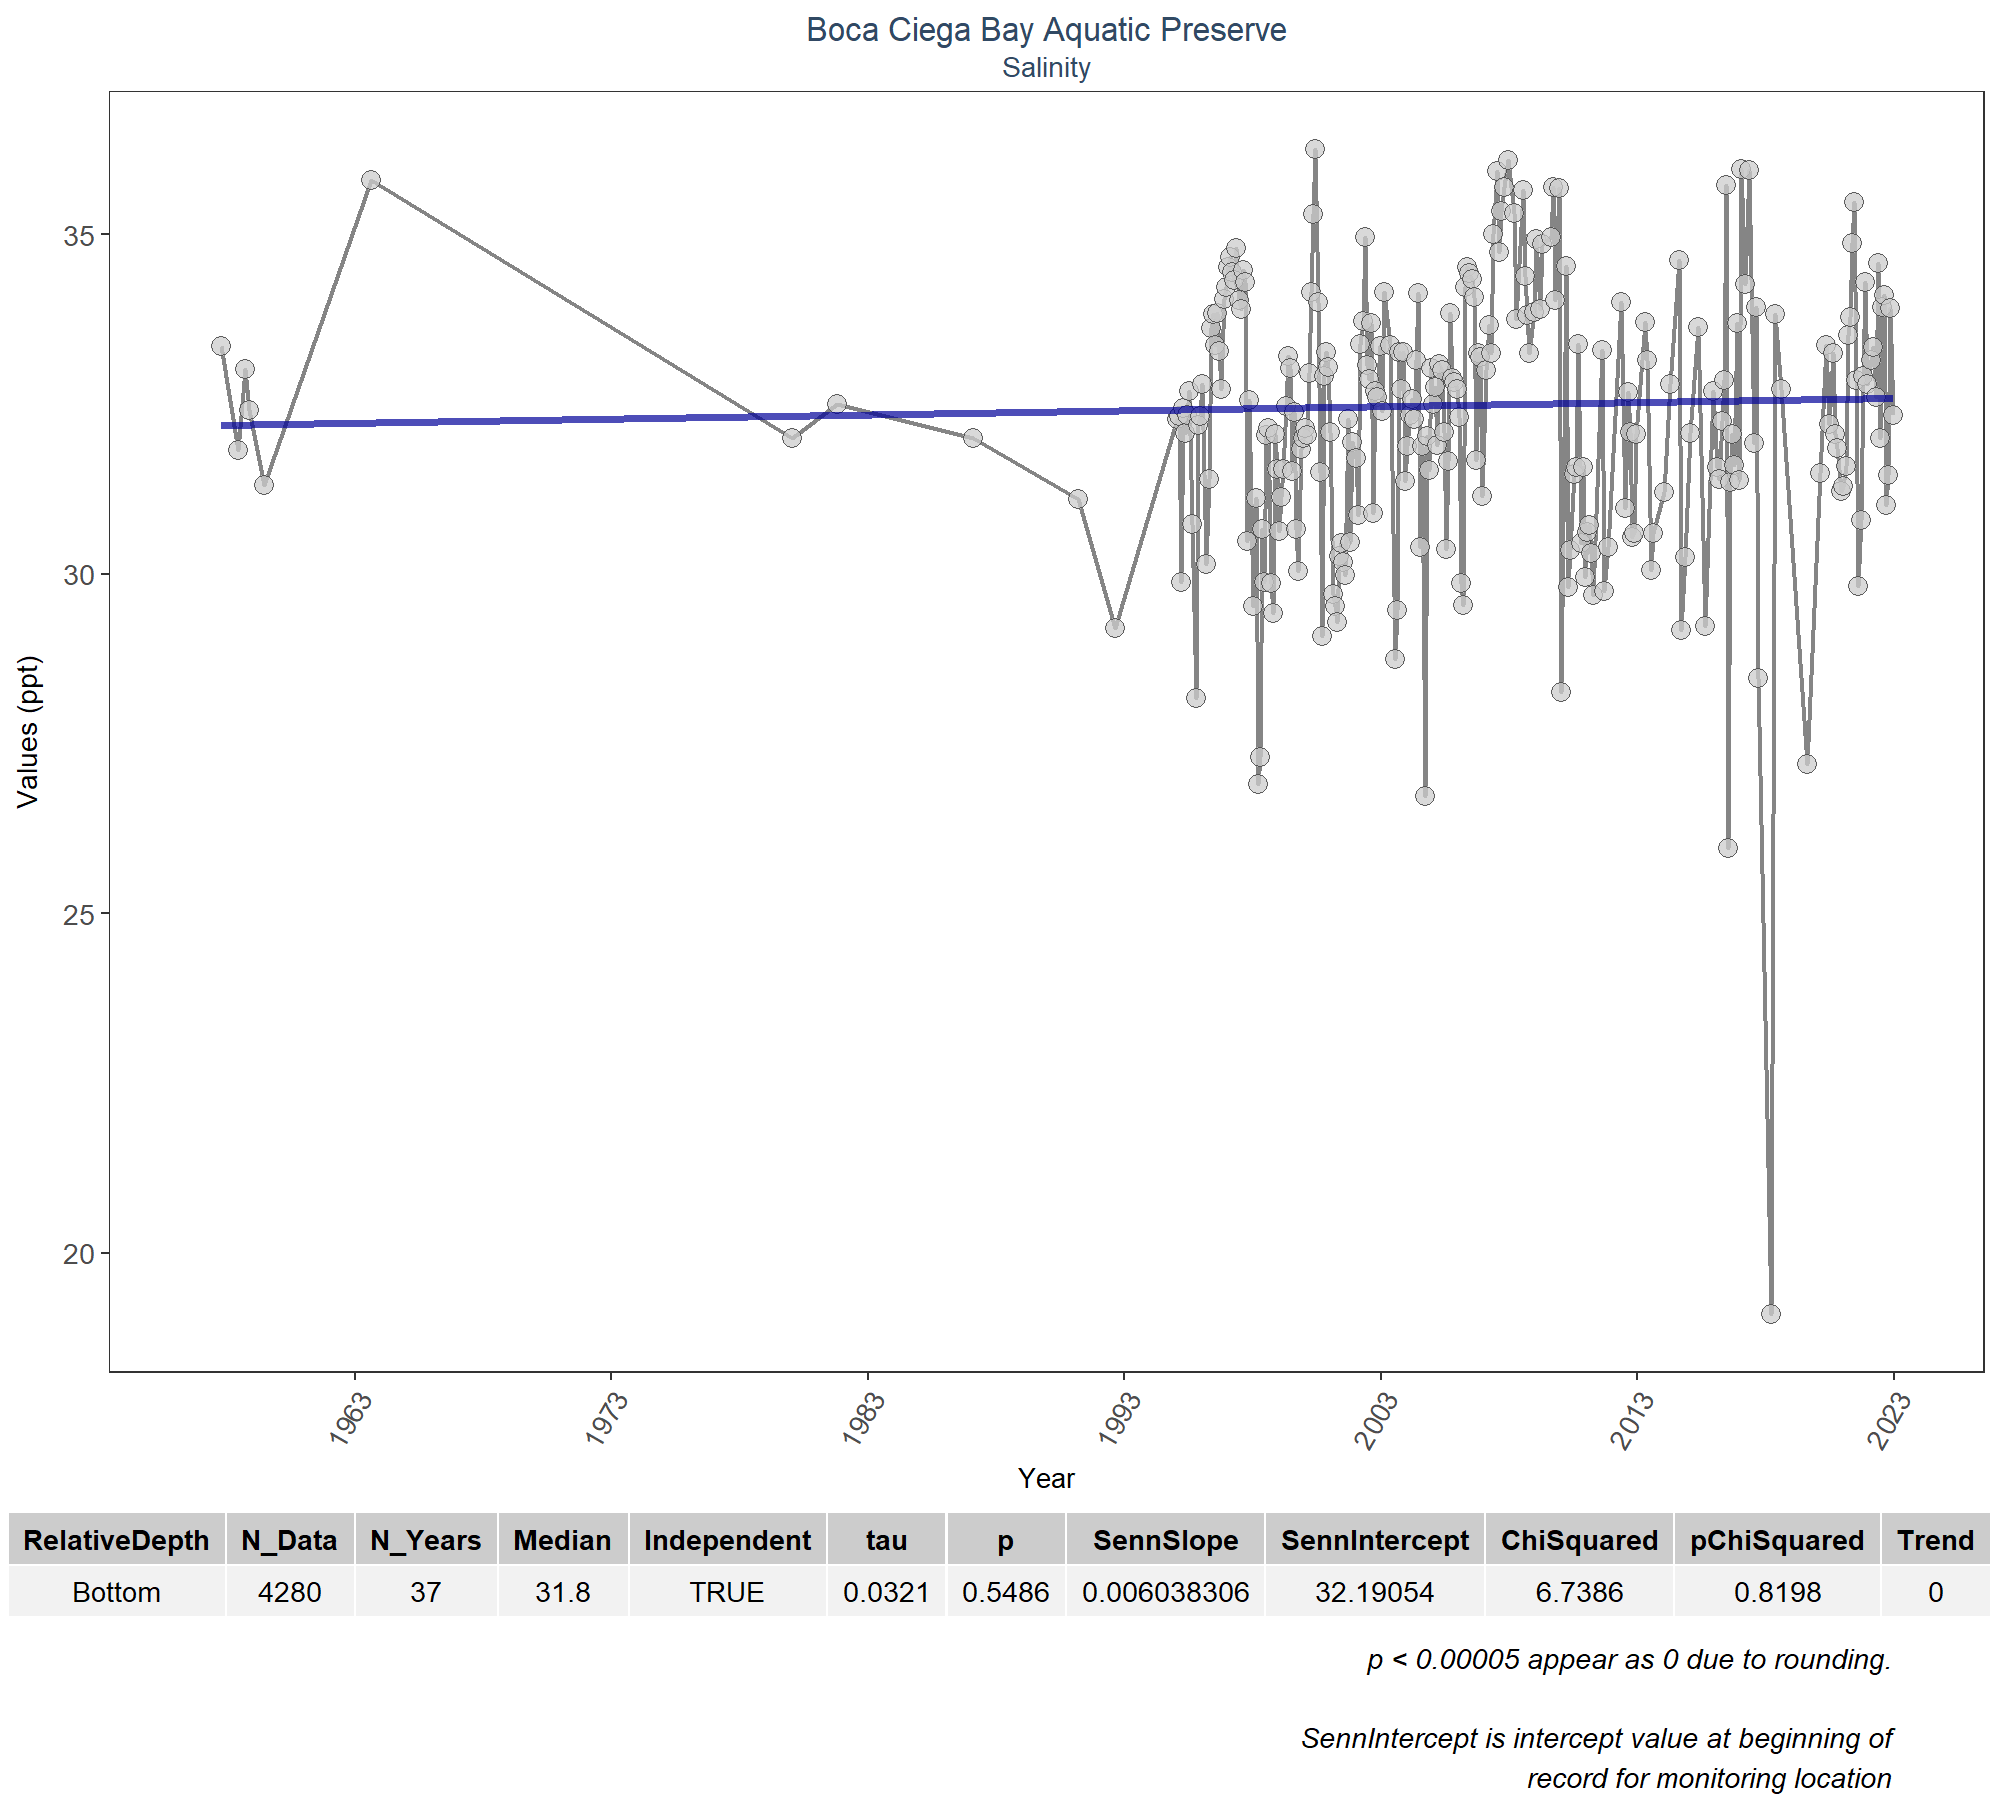 Boca Ciega Bay Aquatic Preserve
Salinity
Values (ppt)
35
30
25
20
1963 1973 1983 1993 2003 2013 2023
Year
RelativeDepth N_Data N_Years Median Independent tau p SennSlope SennIntercept ChiSquared pChiSquared Trend
Bottom 4280 37 31.8 TRUE 0.0321 0.5486 0.006038306 32.19054 6.7386 0.8198 0
p < 0.00005 appear as 0 due to rounding.
SennIntercept is intercept value at beginning of
record for monitoring location